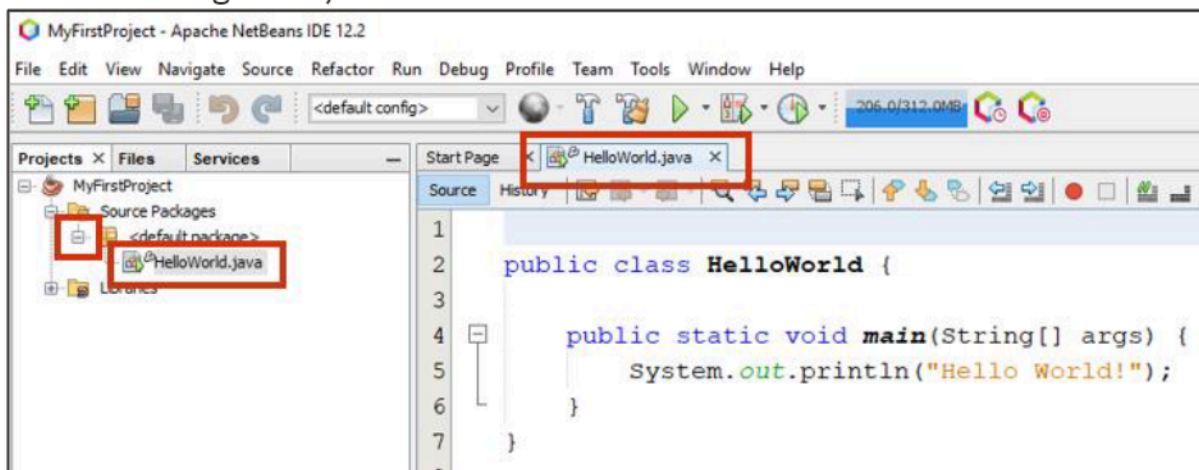 MyFirstProject - Apache NetBeans IDE 12.2
File Edit View Navigate Source Refactor Run Debug Profile Team Tools Window Help
<default config> 206.0/312.0MB
Projects Files Services
Start Page HelloWorld.java
MyFirstProject
Source Packages
<default package>
HelloWorld.java
Libraries
Source History
1
2 public class HelloWorld {
3
4 public static void main(String[] args) {
5 System.out.println("Hello World!");
6 }
7 }